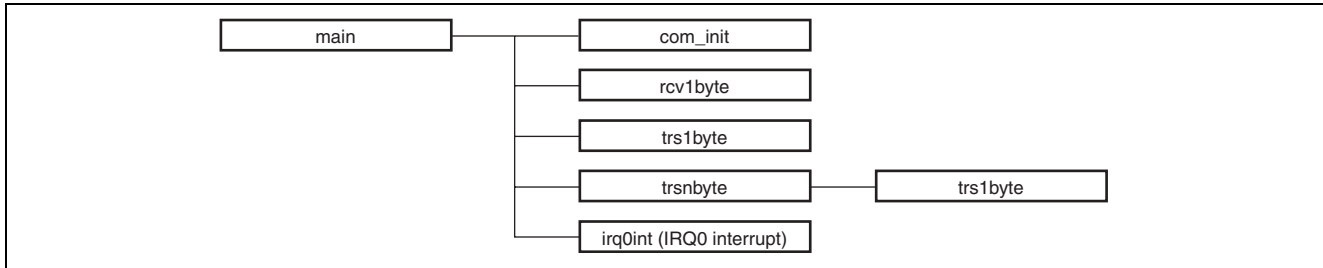 main
com_init
rcv1byte
trs1byte
trsnbyte
trs1byte
irq0int (IRQ0 interrupt)